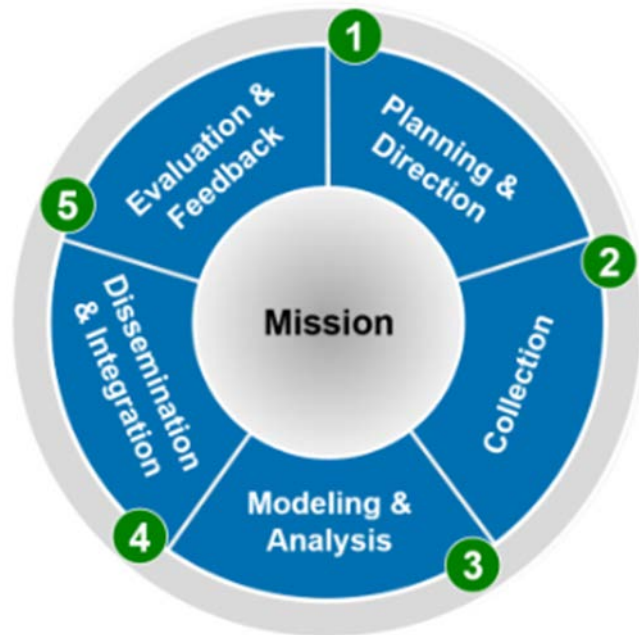 1
Planning &
Direction
2
Collection
3
Modeling &
Analysis
4
Dissemination
& Integration
5
Evaluation &
Feedback
Mission